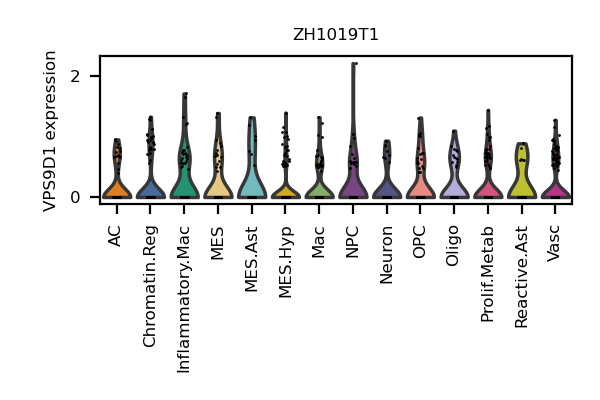 ZH1019T1
VPS9D1 expression
2
0
AC
Chromatin.Reg
Inflammatory.Mac
MES
MES.Ast
MES.Hyp
Mac
NPC
Neuron
OPC
Oligo
Prolif.Metab
Reactive.Ast
Vasc